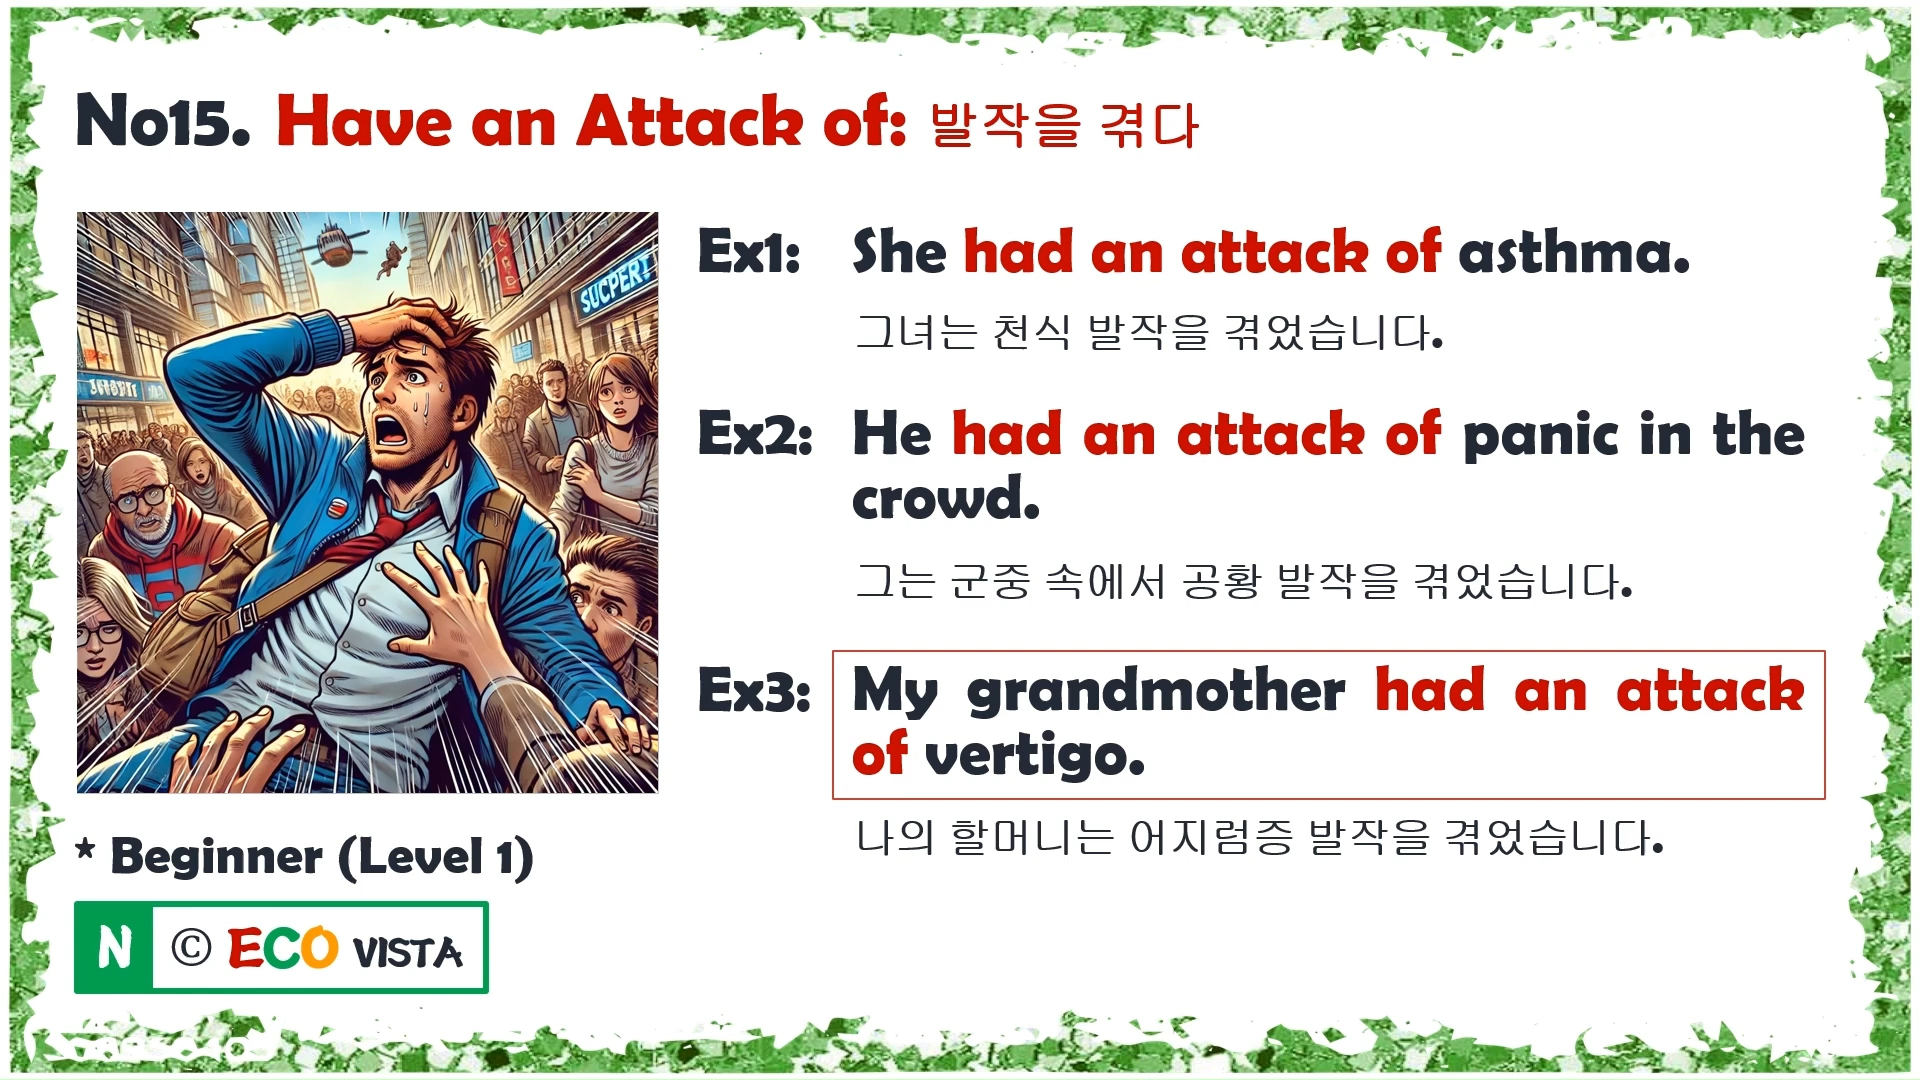 No15. Have an Attack of: 발작을 겪다
SUCPERT
Ex1: She had an attack of asthma.
그녀는 천식 발작을 겪었습니다.
Ex2: He had an attack of panic in the
crowd.
그는 군중 속에서 공황 발작을 겪었습니다.
Ex3: My grandmother had an attack
of vertigo.
나의 할머니는 어지럼증 발작을 겪었습니다.
* Beginner (Level 1)
N © ECO VISTA